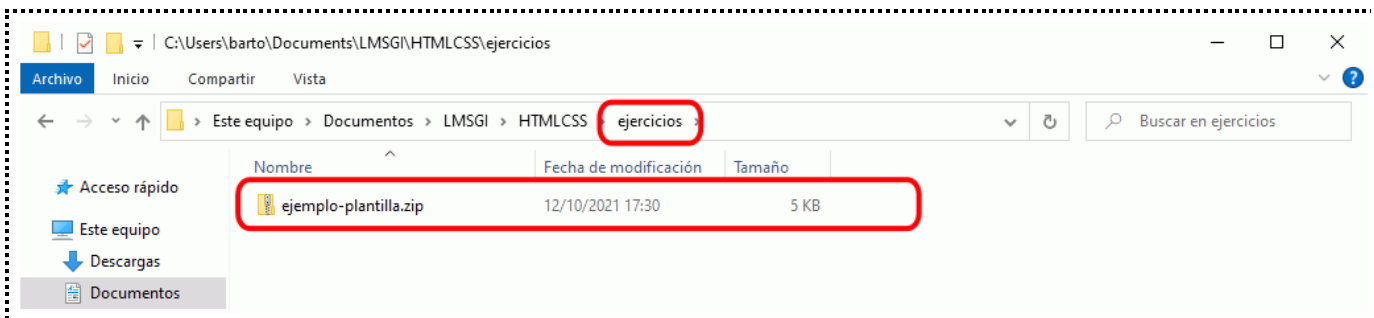 C:\Users\barto\Documents\LMSGI\HTMLCSS\ejercicios
Archivo Inicio Compartir Vista
Este equipo > Documentos > LMSGI > HTMLCSS > ejercicios > Buscar en ejercicios
Nombre Fecha de modificación Tamaño
Acceso rápido
ejemplo-plantilla.zip 12/10/2021 17:30 5 KB
Este equipo
Descargas
Documentos